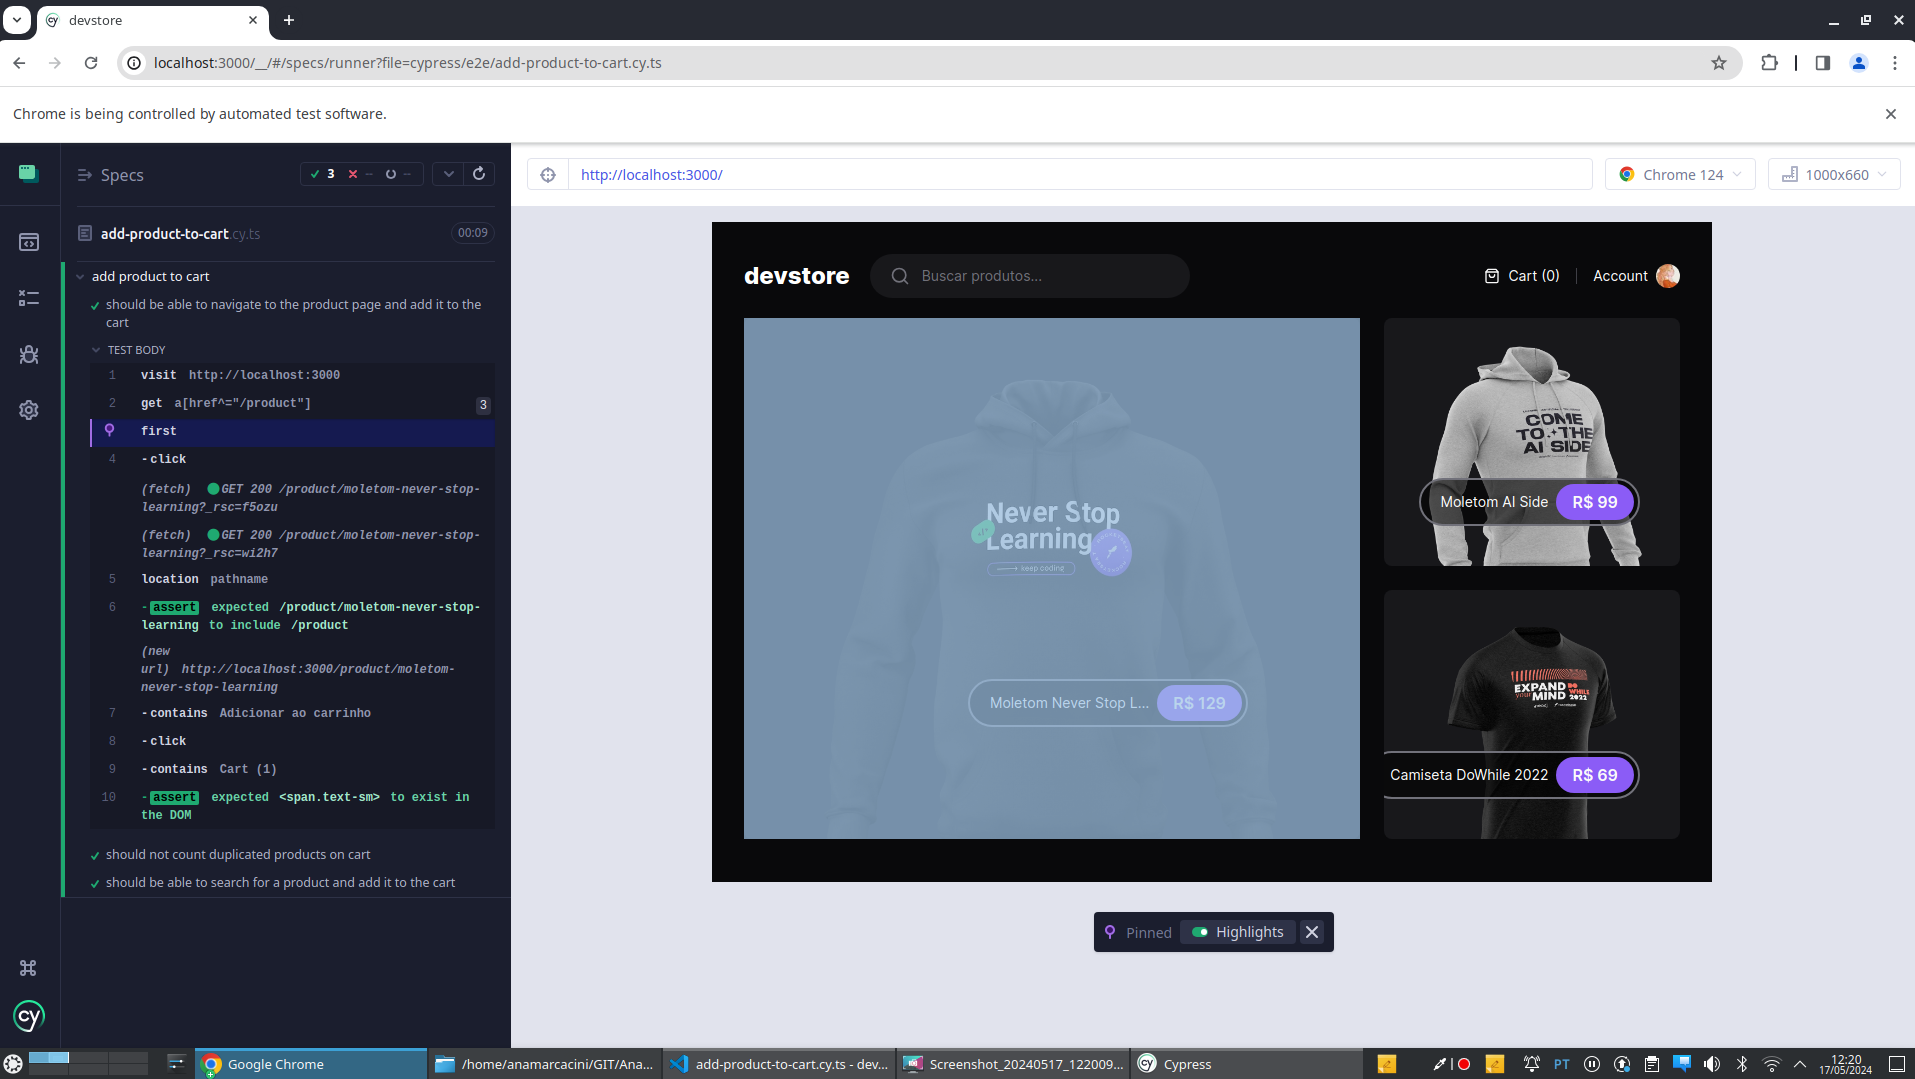 devstore
localhost:3000/__/#/specs/runner?file=cypress/e2e/add-product-to-cart.cy.ts
Chrome is being controlled by automated test software.
Specs
3 -- --
add-product-to-cart.cy.ts
00:09
add product to cart
should be able to navigate to the product page and add it to the
cart
TEST BODY
1 visit http://localhost:3000
2 get a[href^="/product"] 3
first
4 -click
(fetch) GET 200 /product/moletom-never-stop-
learning?_rsc=f5ozu
(fetch) GET 200 /product/moletom-never-stop-
learning?_rsc=wi2h7
5 location pathname
6 -assert expected /product/moletom-never-stop-
learning to include /product
(new
url) http://localhost:3000/product/moletom-
never-stop-learning
7 -contains Adicionar ao carrinho
8 -click
9 -contains Cart (1)
10 -assert expected <span.text-sm> to exist in
the DOM
should not count duplicated products on cart
should be able to search for a product and add it to the cart
cy
http://localhost:3000/
Chrome 124
1000x660
devstore
Buscar produtos...
Cart (0)
Account
Never Stop
Learning
keep coding
Moletom Never Stop L...
R$ 129
COME
TO THE
AI SIDE
Moletom AI Side
R$ 99
EXPAND
your MIND
DO
WHILE
2022
Camiseta DoWhile 2022
R$ 69
Pinned
Highlights
Google Chrome
/home/anamarcacini/GIT/Ana...
add-product-to-cart.cy.ts - dev...
Screenshot_20240517_122009...
Cypress
PT
12:20
17/05/2024